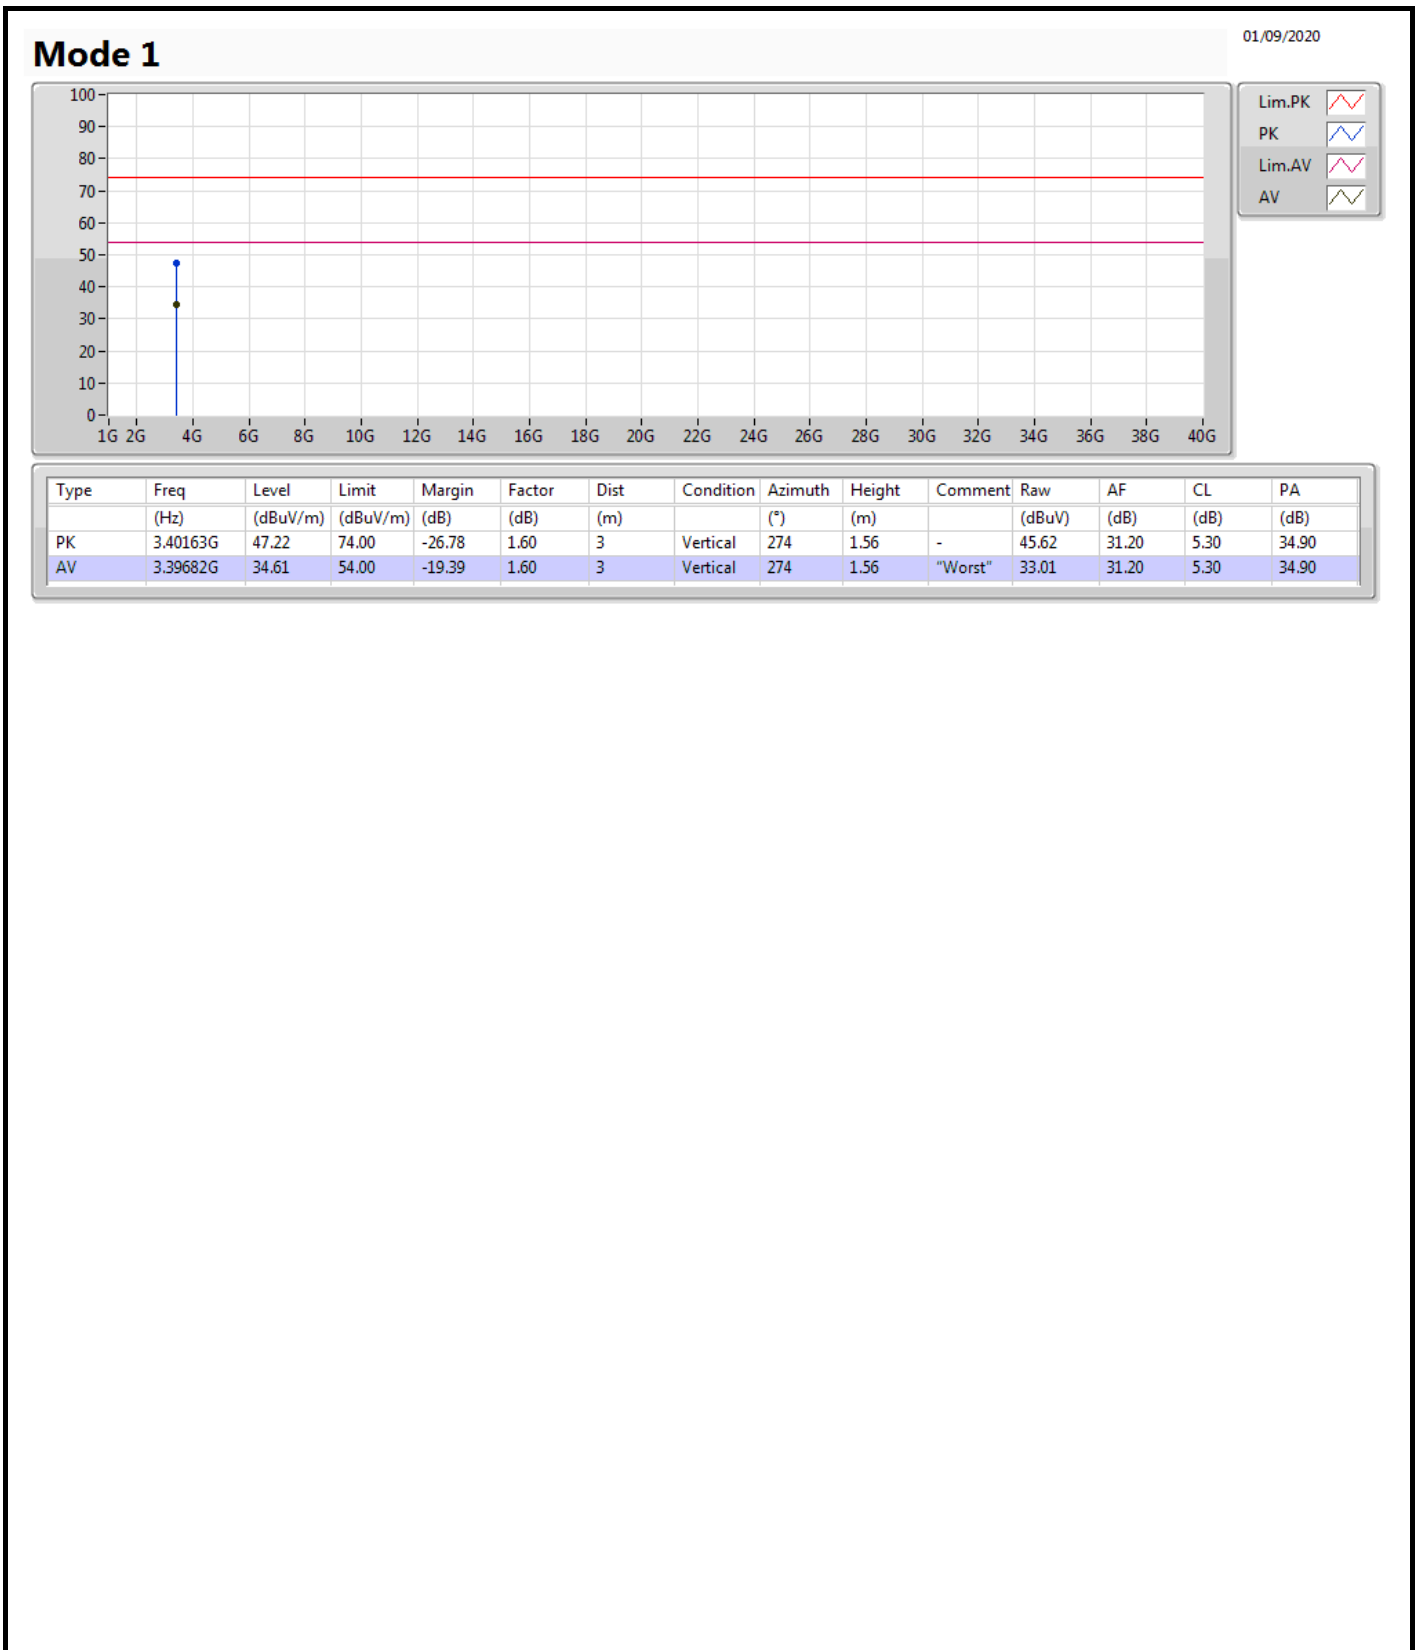 01/09/2020
Mode 1
100
90
80
70
60
50
40
30
20
10
0
1G 2G 4G 6G 8G 10G 12G 14G 16G 18G 20G 22G 24G 26G 28G 30G 32G 34G 36G 38G 40G
Lim.PK
PK
Lim.AV
AV
Type Freq Level Limit Margin Factor Dist Condition Azimuth Height Comment Raw AF CL PA
(Hz) (dBuV/m) (dBuV/m) (dB) (dB) (m) (°) (m) (dBuV) (dB) (dB) (dB)
PK 3.40163G 47.22 74.00 -26.78 1.60 3 Vertical 274 1.56 - 45.62 31.20 5.30 34.90
AV 3.39682G 34.61 54.00 -19.39 1.60 3 Vertical 274 1.56 "Worst" 33.01 31.20 5.30 34.90